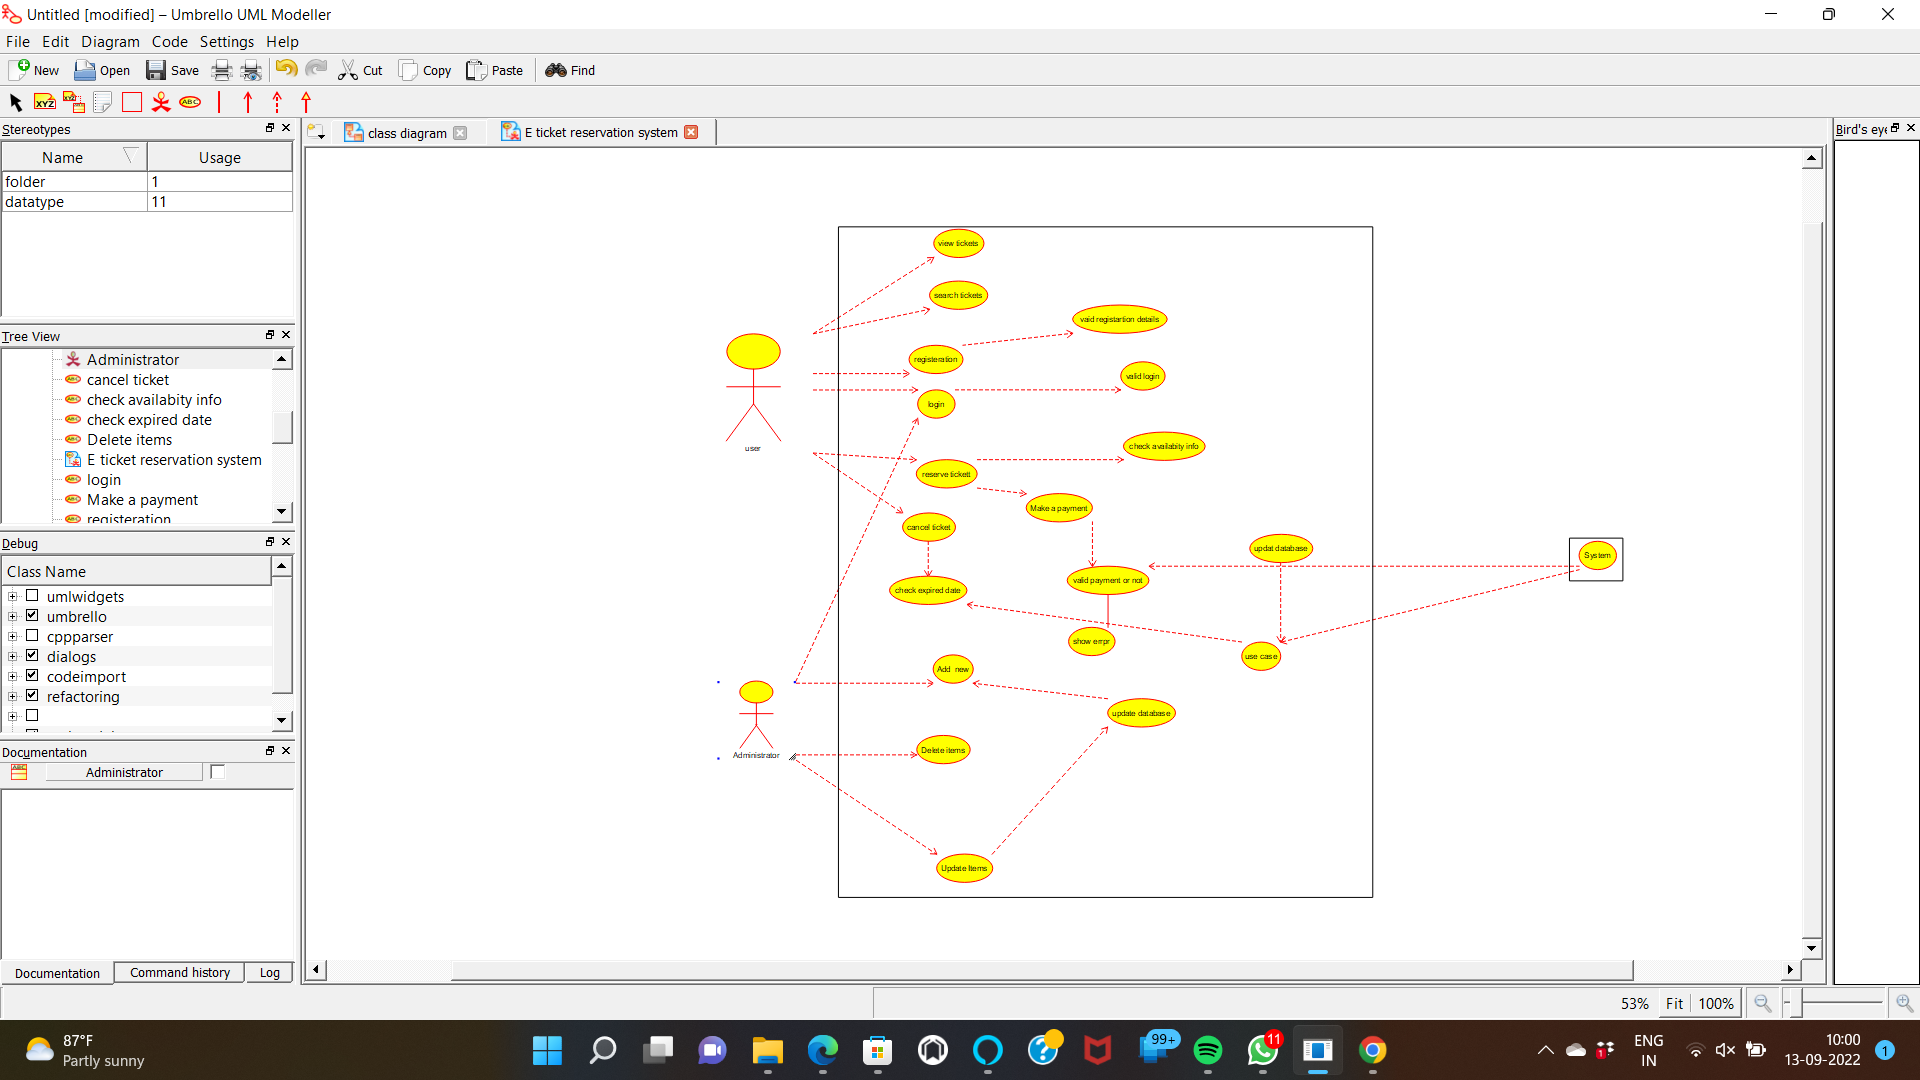 Untitled [modified] – Umbrello UML Modeller
File Edit Diagram Code Settings Help
New Open Save Cut Copy Paste Find
XYZ XYZ ABC
Stereotypes
Name Usage
folder 1
datatype 11
Tree View
Administrator
cancel ticket
check availabity info
check expired date
Delete items
E ticket reservation system
login
Make a payment
registeration
Debug
Class Name
umlwidgets
umbrello
cppparser
dialogs
codeimport
refactoring
Documentation
Administrator
Documentation Command history Log
class diagram E ticket reservation system
Bird's eye
view tickets
search tickets
vaid registartion details
registeration
valid login
login
user
check availabity info
reserve tickett
Make a payment
cancel ticket
updat database
System
valid payment or not
check expired date
show errpr
use case
Add new
update database
Administrator
Delete items
Update Items
53% Fit 100%
87°F
Partly sunny
99+
11
1
ENG
IN
10:00
13-09-2022
1